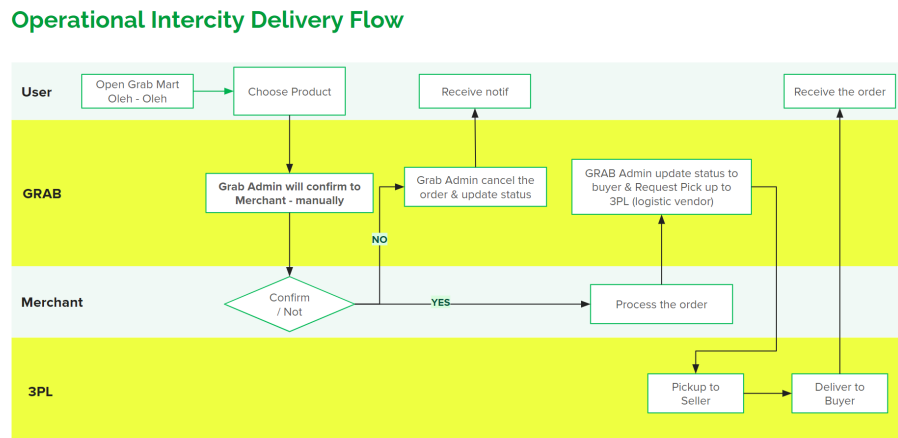 Operational Intercity Delivery Flow
User
Open Grab Mart
Oleh - Oleh
Choose Product
Receive notif
Receive the order
GRAB
Grab Admin will confirm to
Merchant - manually
Grab Admin cancel the
order & update status
GRAB Admin update status to
buyer & Request Pick up to
3PL (logistic vendor)
NO
Merchant
Confirm
/ Not
YES
Process the order
3PL
Pickup to
Seller
Deliver to
Buyer